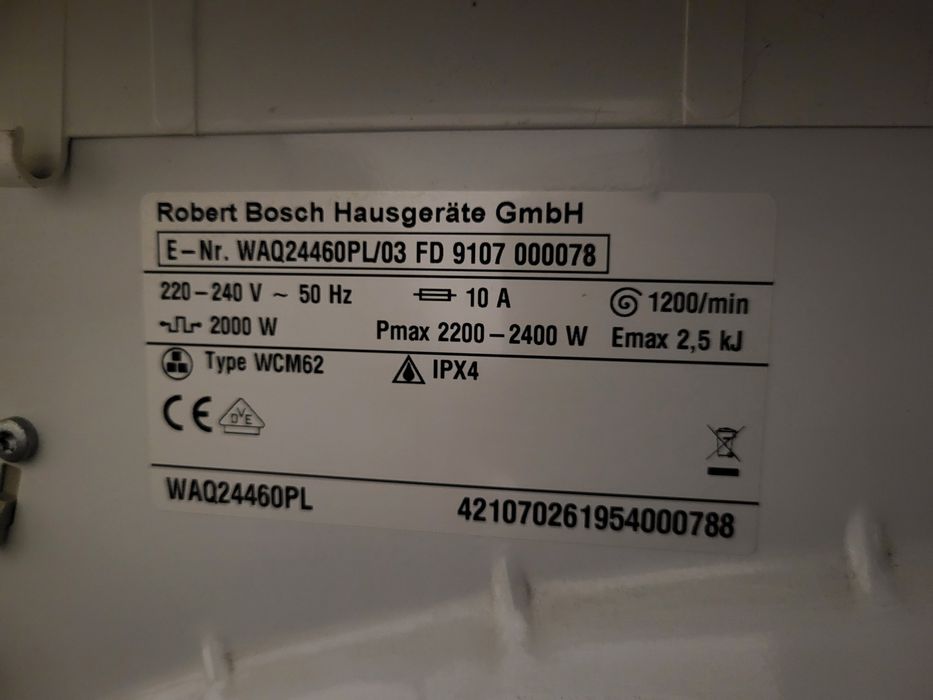 Robert Bosch Hausgeräte GmbH
E-Nr. WAQ24460PL/03 FD 9107 000078
220-240 V ~ 50 Hz 10 A 1200/min
2000 W Pmax 2200-2400 W Emax 2,5 kJ
Type WCM62 IPX4
CE DVE
WAQ24460PL 421070261954000788